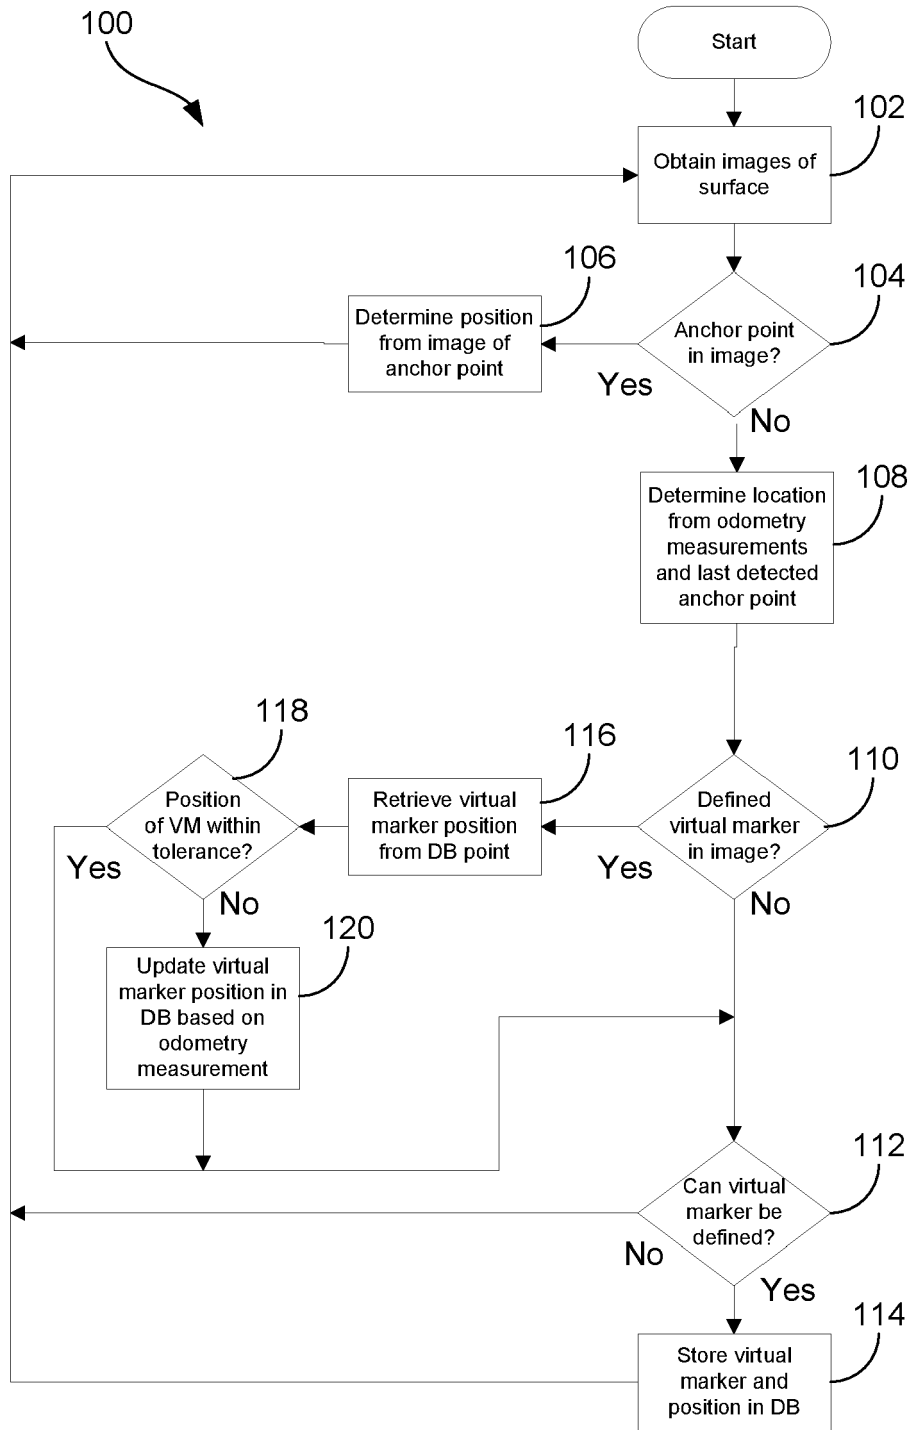 100
Start
102
Obtain images of
surface
106
104
Determine position
from image of
anchor point
Anchor point
in image?
Yes
No
108
Determine location
from odometry
measurements
and last detected
anchor point
118
116
110
Position
of VM within
tolerance?
Retrieve virtual
marker position
from DB point
Defined
virtual marker
in image?
Yes
No
Yes
No
120
Update virtual
marker position in
DB based on
odometry
measurement
112
Can virtual
marker be
defined?
No
Yes
114
Store virtual
marker and
position in DB